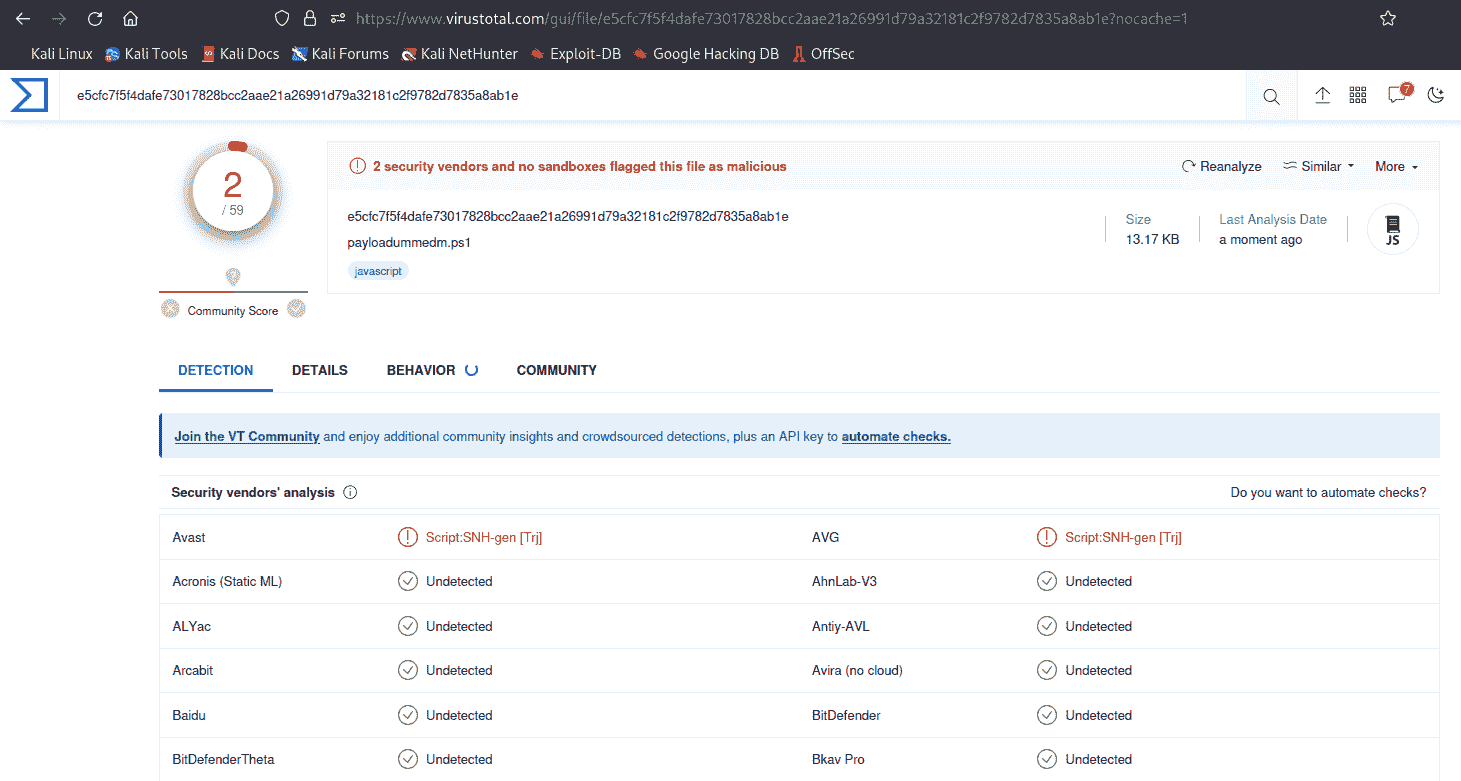 https://www.virustotal.com/gui/file/e5cfc7f5f4dafe73017828bcc2aae21a26991d79a32181c2f9782d7835a8ab1e?nocache=1
Kali Linux Kali Tools Kali Docs Kali Forums Kali NetHunter Exploit-DB Google Hacking DB OffSec
e5cfc7f5f4dafe73017828bcc2aae21a26991d79a32181c2f9782d7835a8ab1e 7
2 / 59
Community Score
2 security vendors and no sandboxes flagged this file as malicious Reanalyze Similar More
e5cfc7f5f4dafe73017828bcc2aae21a26991d79a32181c2f9782d7835a8ab1e
payloadummedm.ps1
javascript
Size
13.17 KB
Last Analysis Date
a moment ago
JS
DETECTION DETAILS BEHAVIOR COMMUNITY
Join the VT Community and enjoy additional community insights and crowdsourced detections, plus an API key to automate checks.
Security vendors' analysis Do you want to automate checks?
Avast Script:SNH-gen [Trj] AVG Script:SNH-gen [Trj]
Acronis (Static ML) Undetected AhnLab-V3 Undetected
ALYac Undetected Antiy-AVL Undetected
Arcabit Undetected Avira (no cloud) Undetected
Baidu Undetected BitDefender Undetected
BitDefenderTheta Undetected Bkav Pro Undetected